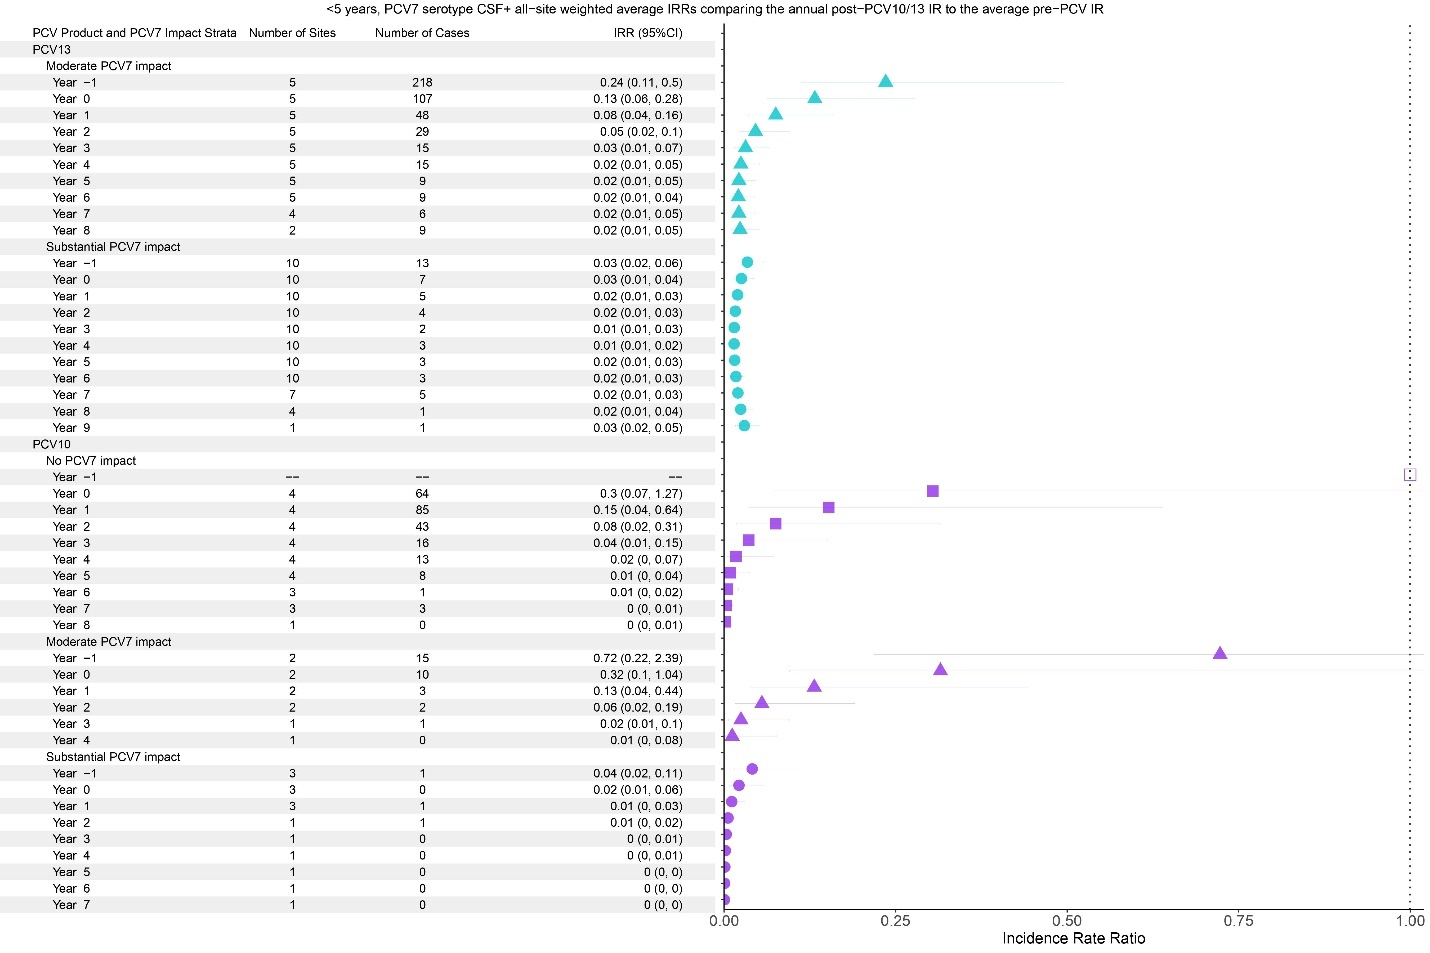 <5 years, PCV7 serotype CSF+ all−site weighted average IRRs comparing the annual post−PCV10/13 IR to the average pre−PCV IR
PCV Product and PCV7 Impact Strata Number of Sites Number of Cases IRR (95%CI)
PCV13
Moderate PCV7 impact
Year −1 5 218 0.24 (0.11, 0.5)
Year 0 5 107 0.13 (0.06, 0.28)
Year 1 5 48 0.08 (0.04, 0.16)
Year 2 5 29 0.05 (0.02, 0.1)
Year 3 5 15 0.03 (0.01, 0.07)
Year 4 5 15 0.02 (0.01, 0.05)
Year 5 5 9 0.02 (0.01, 0.05)
Year 6 5 9 0.02 (0.01, 0.04)
Year 7 4 6 0.02 (0.01, 0.05)
Year 8 2 9 0.02 (0.01, 0.05)
Substantial PCV7 impact
Year −1 10 13 0.03 (0.02, 0.06)
Year 0 10 7 0.03 (0.01, 0.04)
Year 1 10 5 0.02 (0.01, 0.03)
Year 2 10 4 0.02 (0.01, 0.03)
Year 3 10 2 0.01 (0.01, 0.03)
Year 4 10 3 0.01 (0.01, 0.02)
Year 5 10 3 0.02 (0.01, 0.03)
Year 6 10 3 0.02 (0.01, 0.03)
Year 7 7 5 0.02 (0.01, 0.03)
Year 8 4 1 0.02 (0.01, 0.04)
Year 9 1 1 0.03 (0.02, 0.05)
PCV10
No PCV7 impact
Year −1 −− −− −−
Year 0 4 64 0.3 (0.07, 1.27)
Year 1 4 85 0.15 (0.04, 0.64)
Year 2 4 43 0.08 (0.02, 0.31)
Year 3 4 16 0.04 (0.01, 0.15)
Year 4 4 13 0.02 (0, 0.07)
Year 5 4 8 0.01 (0, 0.04)
Year 6 3 1 0.01 (0, 0.02)
Year 7 3 3 0 (0, 0.01)
Year 8 1 0 0 (0, 0.01)
Moderate PCV7 impact
Year −1 2 15 0.72 (0.22, 2.39)
Year 0 2 10 0.32 (0.1, 1.04)
Year 1 2 3 0.13 (0.04, 0.44)
Year 2 2 2 0.06 (0.02, 0.19)
Year 3 1 1 0.02 (0.01, 0.1)
Year 4 1 0 0.01 (0, 0.08)
Substantial PCV7 impact
Year −1 3 1 0.04 (0.02, 0.11)
Year 0 3 0 0.02 (0.01, 0.06)
Year 1 3 1 0.01 (0, 0.03)
Year 2 1 1 0.01 (0, 0.02)
Year 3 1 0 0 (0, 0.01)
Year 4 1 0 0 (0, 0.01)
Year 5 1 0 0 (0, 0)
Year 6 1 0 0 (0, 0)
Year 7 1 0 0 (0, 0)
0.00 0.25 0.50 0.75 1.00
Incidence Rate Ratio